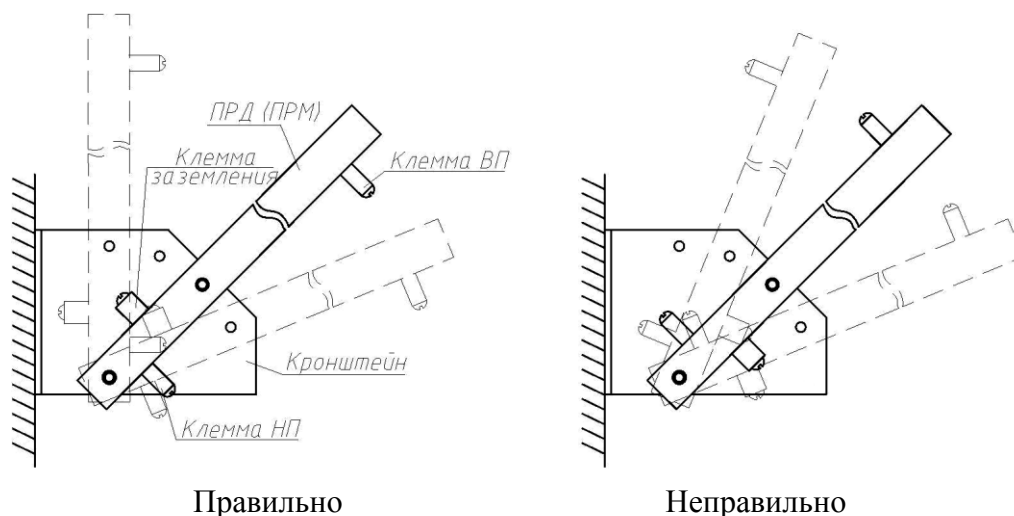 ПРД (ПРМ)
Клемма
заземления
Клемма ВП
Кронштейн
Клемма НП
Правильно
Неправильно